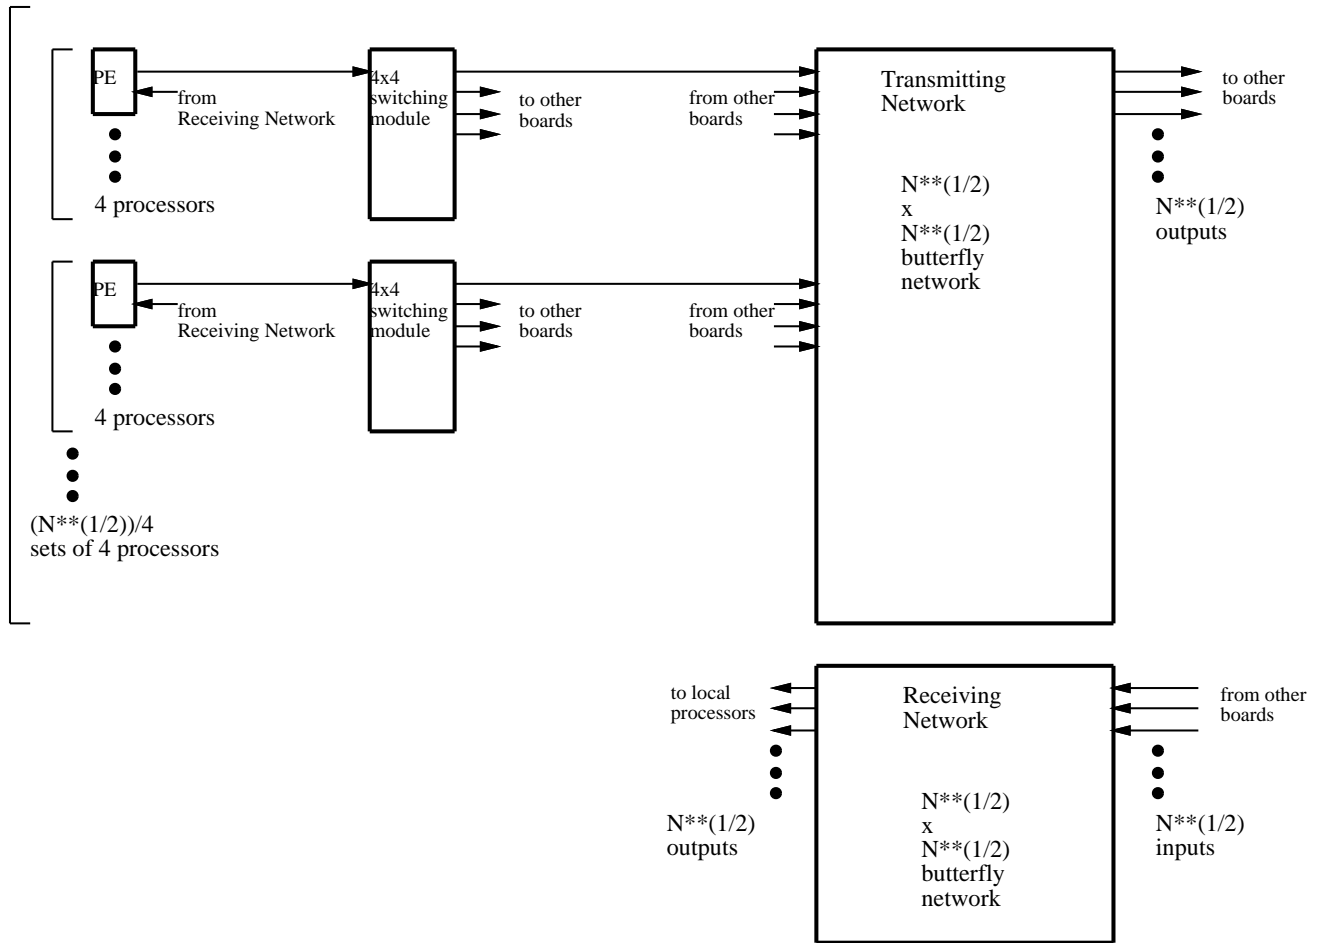 PE
from
Receiving Network
4 processors
4x4
switching
module
to other
boards
from other
boards
Transmitting
Network
N**(1/2)
x
N**(1/2)
butterfly
network
to other
boards
N**(1/2)
outputs
PE
from
Receiving Network
4 processors
4x4
switching
module
to other
boards
from other
boards
(N**(1/2))/4
sets of 4 processors
to local
processors
N**(1/2)
outputs
Receiving
Network
N**(1/2)
x
N**(1/2)
butterfly
network
from other
boards
N**(1/2)
inputs